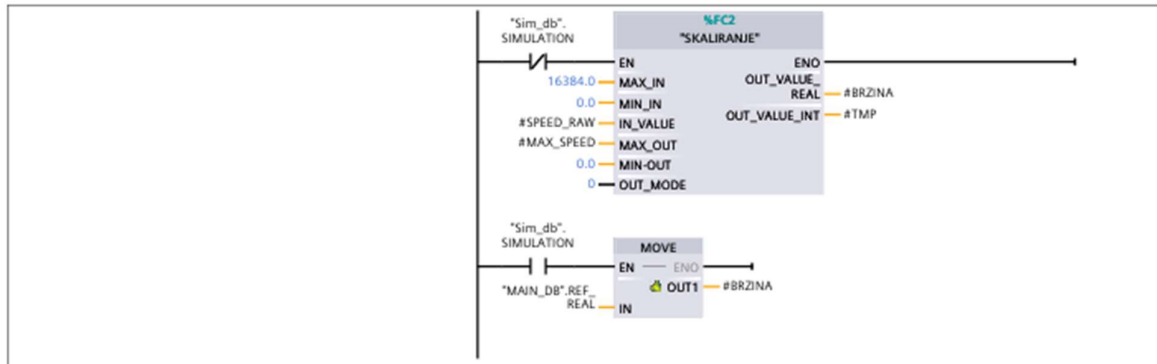 "Sim_db".
SIMULATION
%FC2
"SKALIRANJE"
EN
ENO
16384.0
MAX_IN
OUT_VALUE_
REAL
#BRZINA
0.0
MIN_IN
OUT_VALUE_INT
#TMP
#SPEED_RAW
IN_VALUE
#MAX_SPEED
MAX_OUT
0.0
MIN-OUT
0
OUT_MODE
"Sim_db".
SIMULATION
MOVE
EN
ENO
OUT1
#BRZINA
"MAIN_DB".REF_
REAL
IN